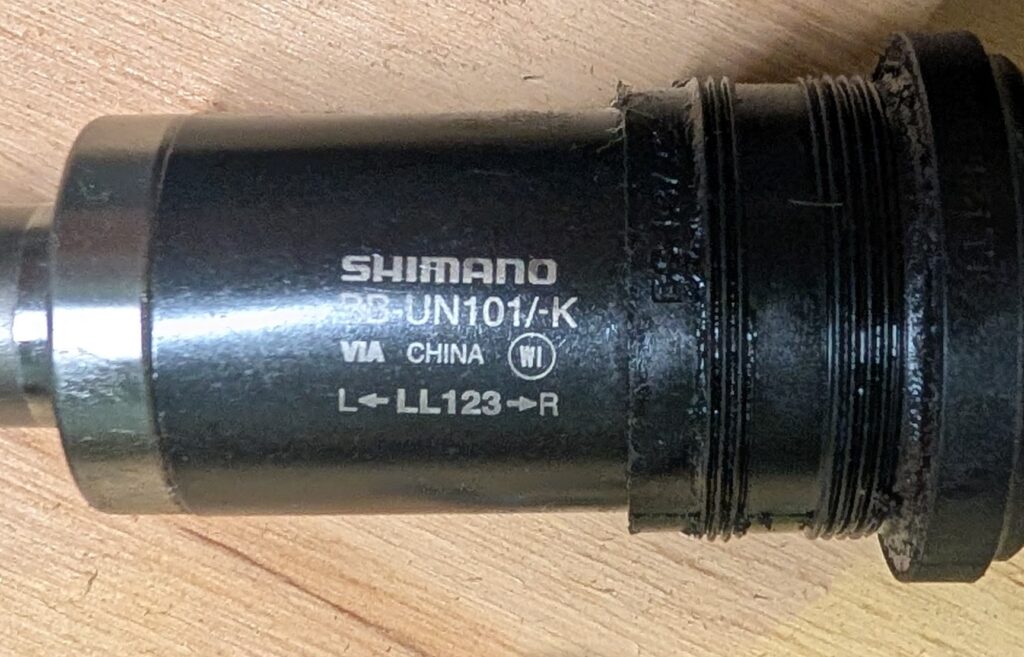 SHIMANO
BB-UN101/-K
VIA CHINA WI
L←LL123→R